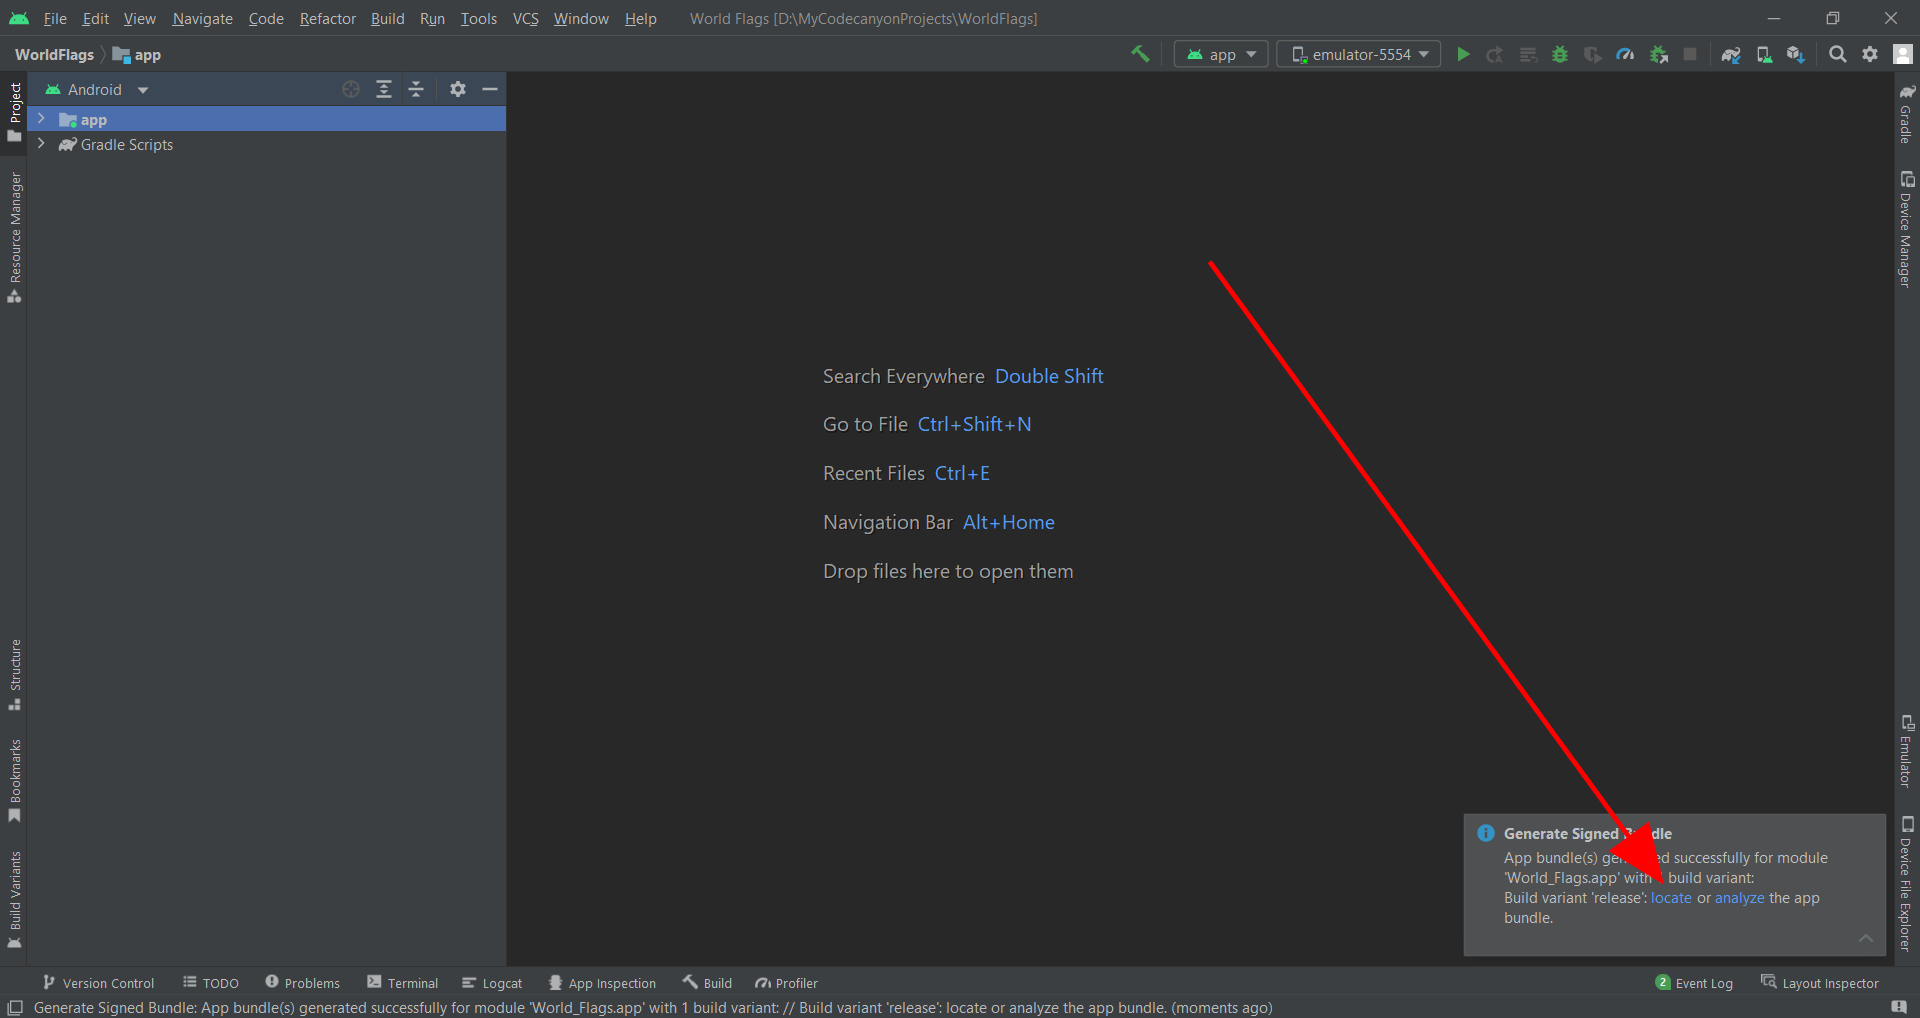 File Edit View Navigate Code Refactor Build Run Tools VCS Window Help World Flags [D:\MyCodecanyonProjects\WorldFlags]
WorldFlags app
app emulator-5554
Android
app
Gradle Scripts
Project
Resource Manager
Structure
Bookmarks
Build Variants
Search Everywhere Double Shift
Go to File Ctrl+Shift+N
Recent Files Ctrl+E
Navigation Bar Alt+Home
Drop files here to open them
Gradle
Device Manager
Emulator
Device File Explorer
Generate Signed
App bundle(s) successfully for module
'World_Flags.app' with 1 build variant:
Build variant 'release': locate or analyze the app
bundle.
Version Control TODO Problems Terminal Logcat App Inspection Build Profiler 2 Event Log Layout Inspector
Generate Signed Bundle: App bundle(s) generated successfully for module 'World_Flags.app' with 1 build variant: // Build variant 'release': locate or analyze the app bundle. (moments ago)